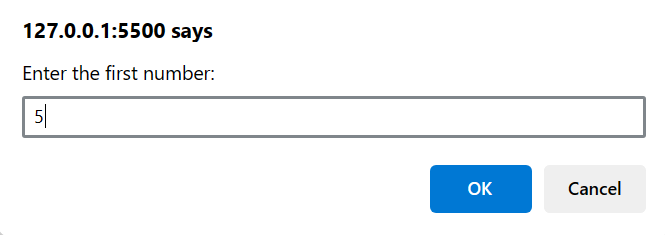 127.0.0.1:5500 says
Enter the first number:
5
OK
Cancel